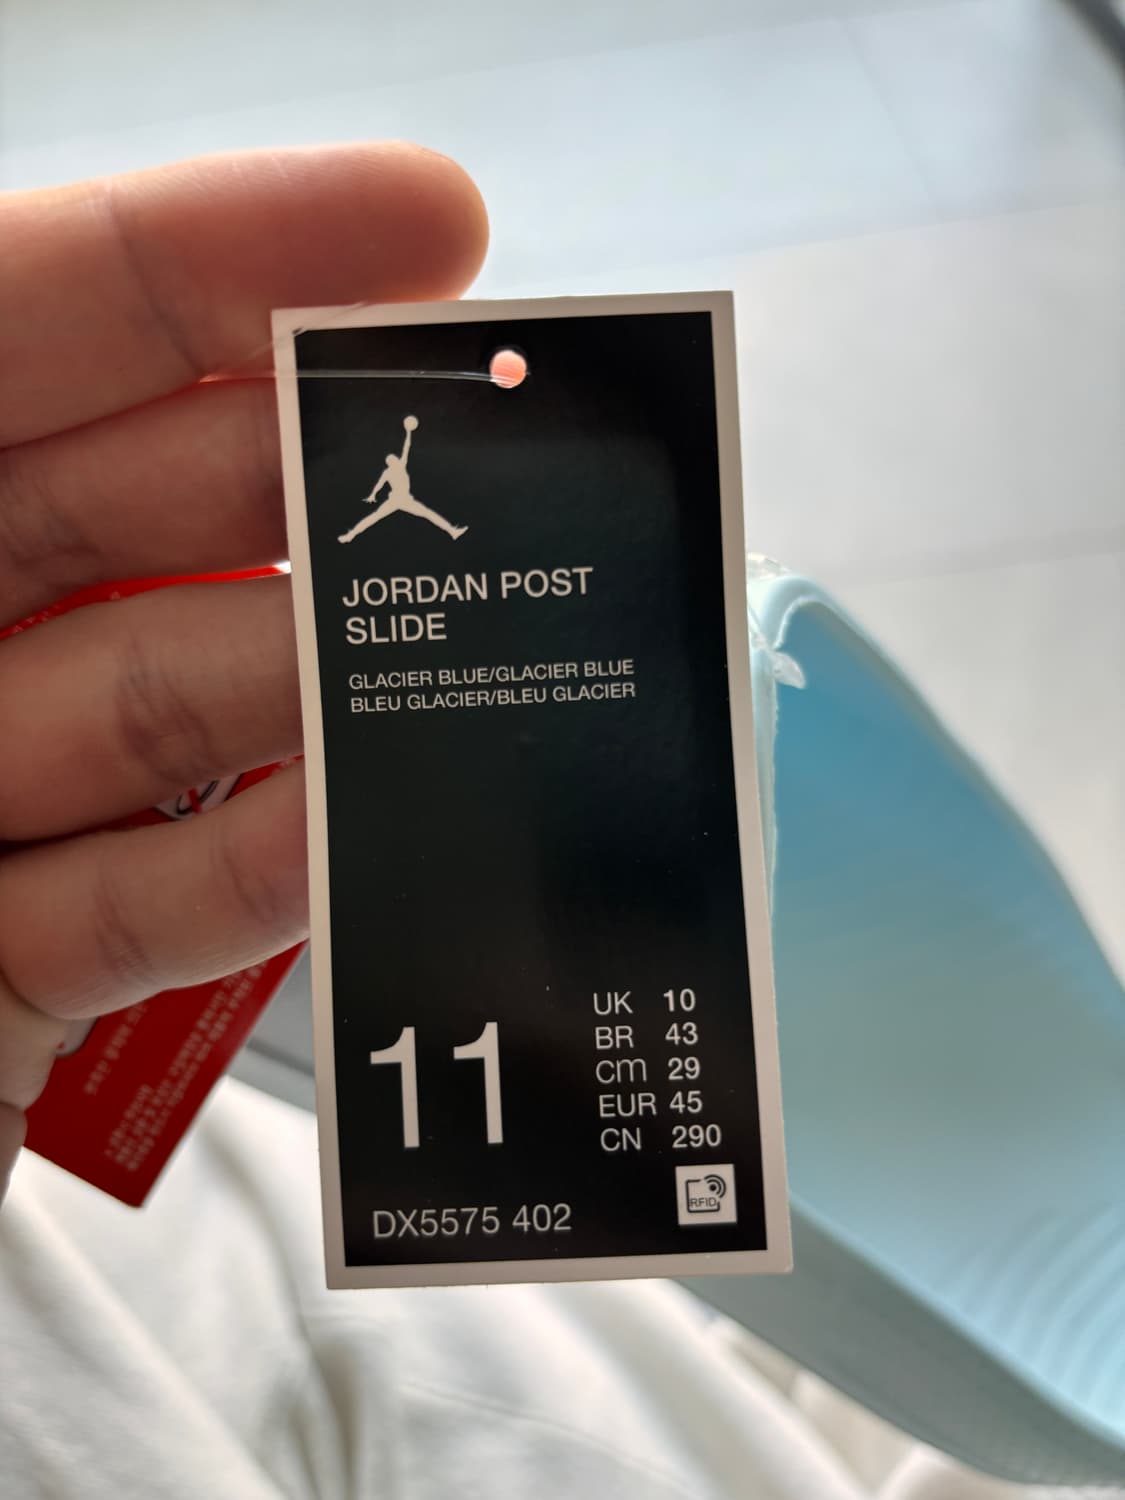 JORDAN POST
SLIDE
GLACIER BLUE/GLACIER BLUE
BLEU GLACIER/BLEU GLACIER
11
UK 10
BR 43
cm 29
EUR 45
CN 290
RFID
DX5575 402